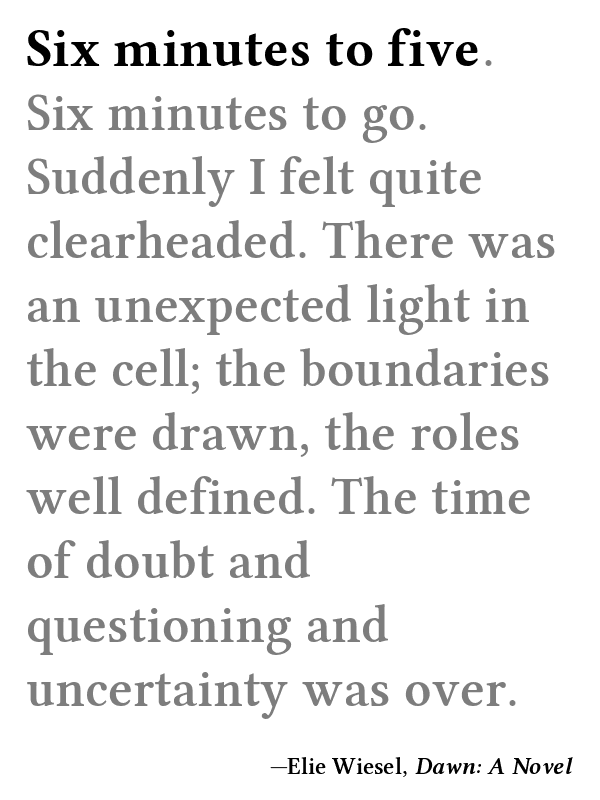 Six minutes to five.
Six minutes to go.
Suddenly I felt quite
clearheaded. There was
an unexpected light in
the cell; the boundaries
were drawn, the roles
well defined. The time
of doubt and
questioning and
uncertainty was over.
—Elie Wiesel, Dawn: A Novel